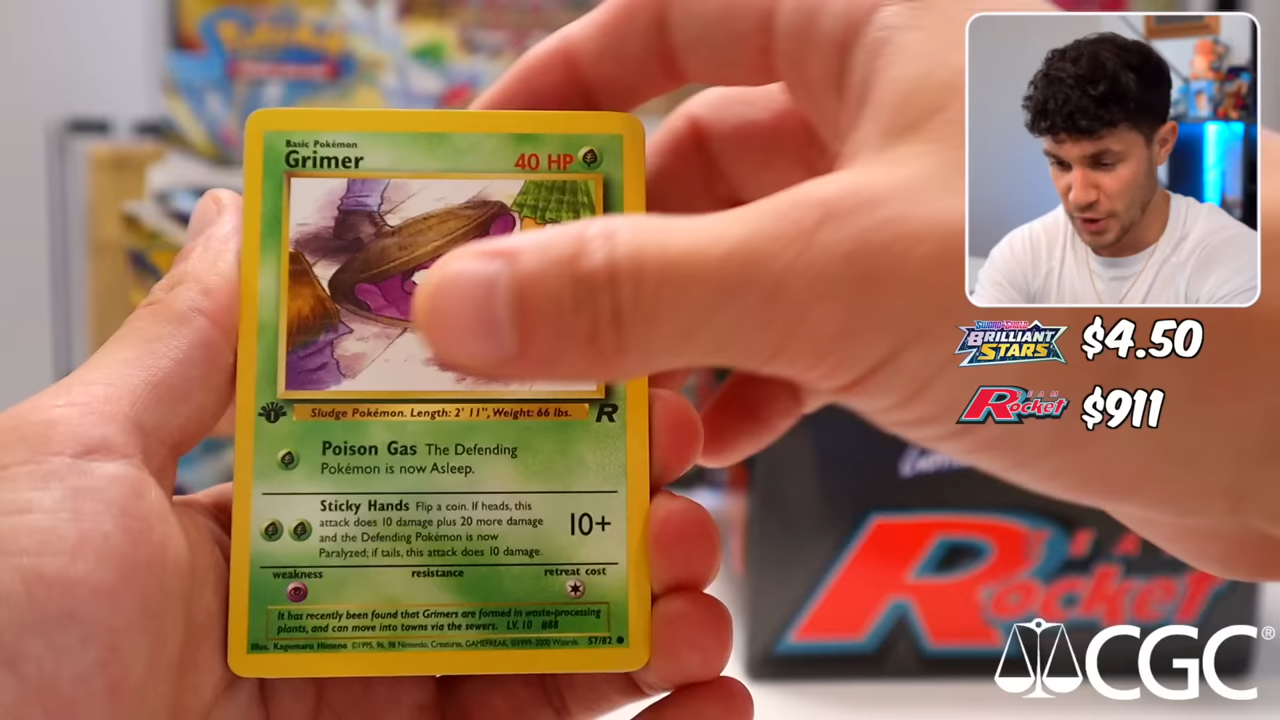 Pokémon
Basic Pokémon
Grimer 40 HP
Sludge Pokémon. Length: 2' 11", Weight: 66 lbs.
R
Poison Gas The Defending
Pokémon is now Asleep.
Sticky Hands Flip a coin. If heads, this
attack does 10 damage plus 20 more damage
and the Defending Pokémon is now
Paralyzed; if tails, this attack does 10 damage.
10+
weakness resistance retreat cost
It has recently been found that Grimers are formed in waste-processing
plants, and can move into towns via the sewers. LV. 10 #88
Illus. Kagemaru Himeno ©1995, 96, 98 Nintendo, Creatures, GAMEFREAK. ©1999-2000 Wizards. 57/82
SWORD & SHIELD
BRILLIANT
STARS
$4.50
TEAM
Rocket
$911
Rocket
CGC®